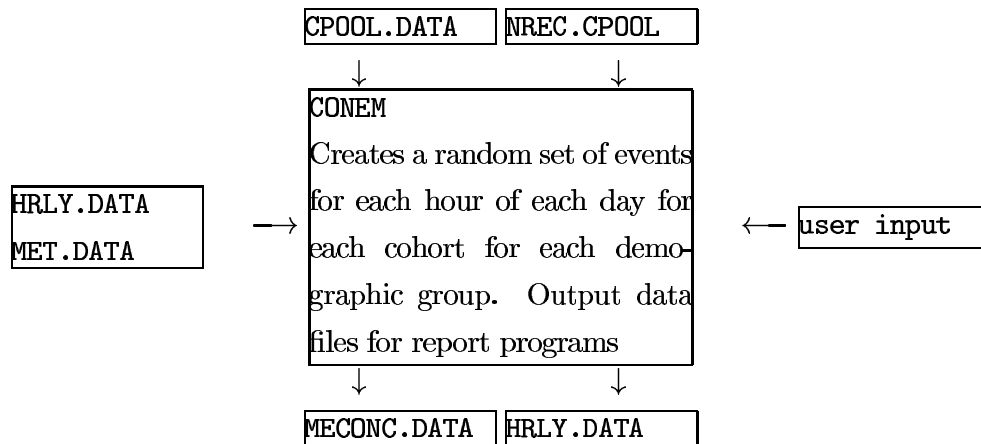 CPOOL.DATA NREC.CPOOL
CONEM
Creates a random set of events
for each hour of each day for
each cohort for each demo-
graphic group. Output data
files for report programs
HRLY.DATA
MET.DATA
user input
MECONC.DATA HRLY.DATA